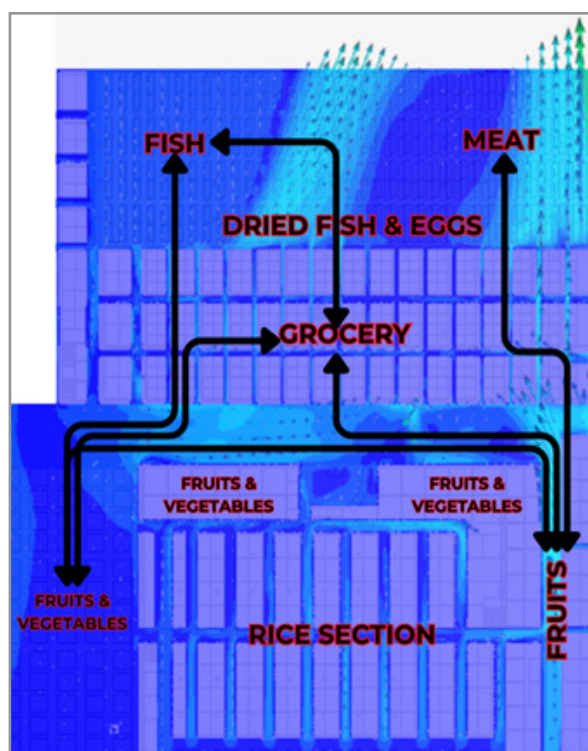 FISH
MEAT
DRIED FISH & EGGS
GROCERY
FRUITS &
VEGETABLES
FRUITS &
VEGETABLES
FRUITS &
VEGETABLES
RICE SECTION
FRUITS